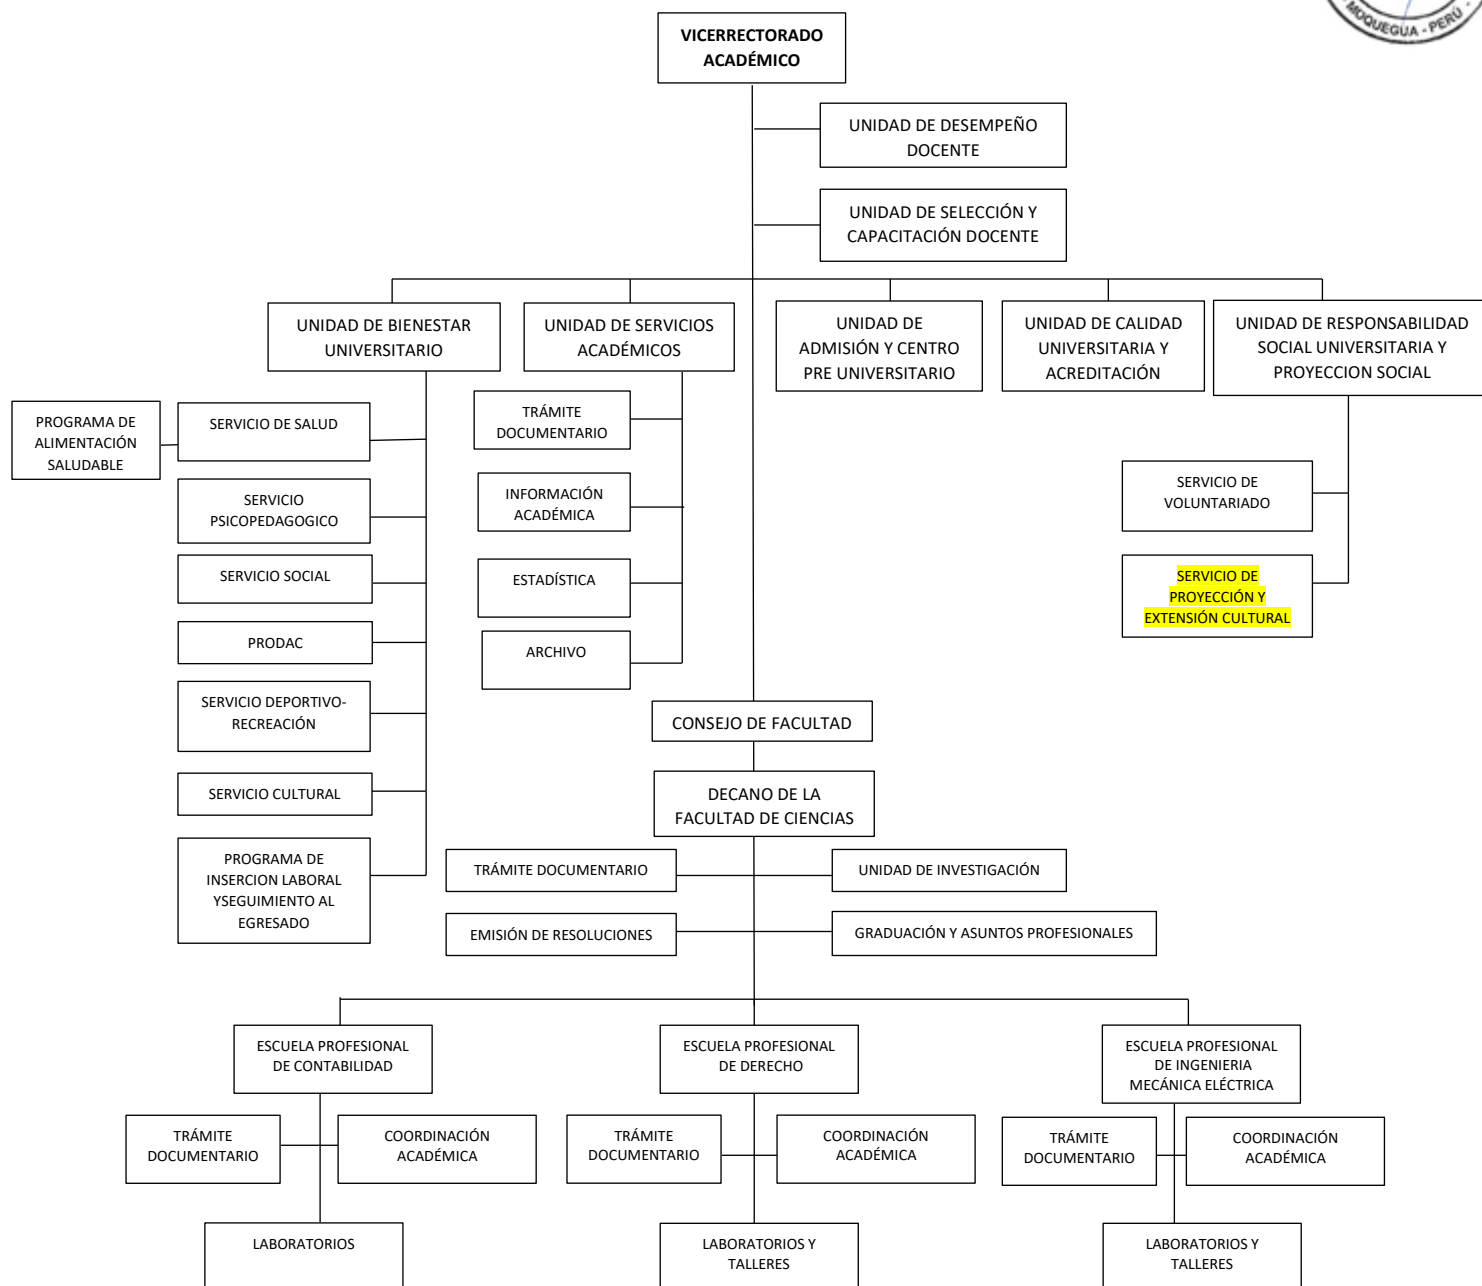 MOQUEGUA - PERÚ -
VICERRECTORADO
ACADÉMICO
UNIDAD DE DESEMPEÑO
DOCENTE
UNIDAD DE SELECCIÓN Y
CAPACITACIÓN DOCENTE
UNIDAD DE BIENESTAR
UNIVERSITARIO
UNIDAD DE SERVICIOS
ACADÉMICOS
UNIDAD DE
ADMISIÓN Y CENTRO
PRE UNIVERSITARIO
UNIDAD DE CALIDAD
UNIVERSITARIA Y
ACREDITACIÓN
UNIDAD DE RESPONSABILIDAD
SOCIAL UNIVERSITARIA Y
PROYECCION SOCIAL
PROGRAMA DE
ALIMENTACIÓN
SALUDABLE
SERVICIO DE SALUD
SERVICIO
PSICOPEDAGOGICO
SERVICIO SOCIAL
PRODAC
SERVICIO DEPORTIVO-
RECREACIÓN
SERVICIO CULTURAL
PROGRAMA DE
INSERCION LABORAL
YSEGUIMIENTO AL
EGRESADO
TRÁMITE
DOCUMENTARIO
INFORMACIÓN
ACADÉMICA
ESTADÍSTICA
ARCHIVO
SERVICIO DE
VOLUNTARIADO
SERVICIO DE
PROYECCIÓN Y
EXTENSIÓN CULTURAL
CONSEJO DE FACULTAD
DECANO DE LA
FACULTAD DE CIENCIAS
TRÁMITE DOCUMENTARIO
UNIDAD DE INVESTIGACIÓN
EMISIÓN DE RESOLUCIONES
GRADUACIÓN Y ASUNTOS PROFESIONALES
ESCUELA PROFESIONAL
DE CONTABILIDAD
ESCUELA PROFESIONAL
DE DERECHO
ESCUELA PROFESIONAL
DE INGENIERIA
MECÁNICA ELÉCTRICA
TRÁMITE
DOCUMENTARIO
COORDINACIÓN
ACADÉMICA
TRÁMITE
DOCUMENTARIO
COORDINACIÓN
ACADÉMICA
TRÁMITE
DOCUMENTARIO
COORDINACIÓN
ACADÉMICA
LABORATORIOS
LABORATORIOS Y
TALLERES
LABORATORIOS Y
TALLERES